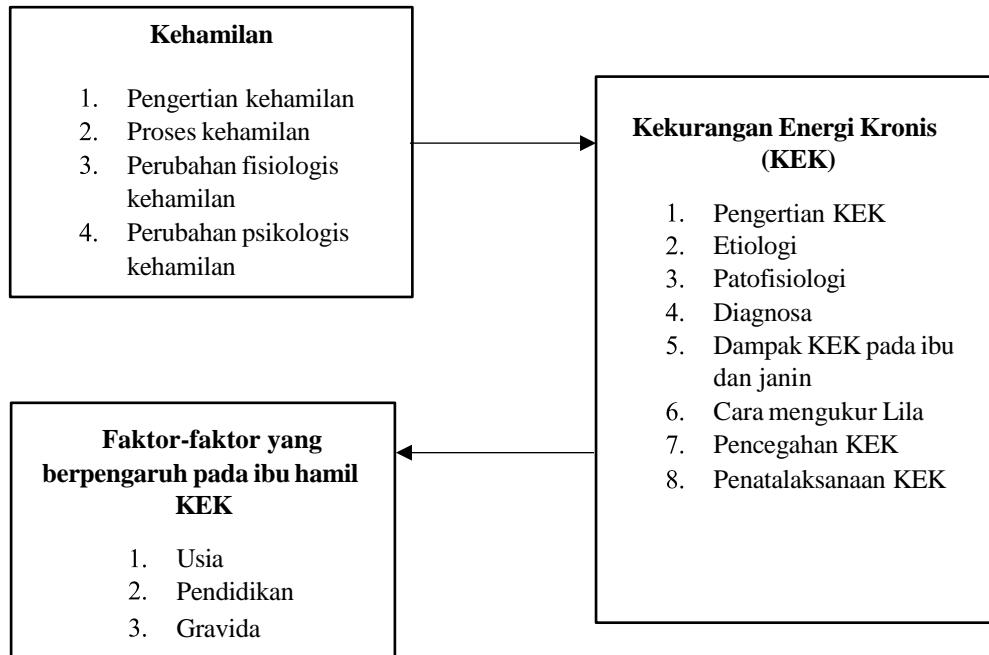 Kehamilan
1. Pengertian kehamilan
2. Proses kehamilan
3. Perubahan fisiologis
kehamilan
4. Perubahan psikologis
kehamilan
Kekurangan Energi Kronis
(KEK)
1. Pengertian KEK
2. Etiologi
3. Patofisiologi
4. Diagnosa
5. Dampak KEK pada ibu
dan janin
6. Cara mengukur Lila
7. Pencegahan KEK
8. Penatalaksanaan KEK
Faktor-faktor yang
berpengaruh pada ibu hamil
KEK
1. Usia
2. Pendidikan
3. Gravida